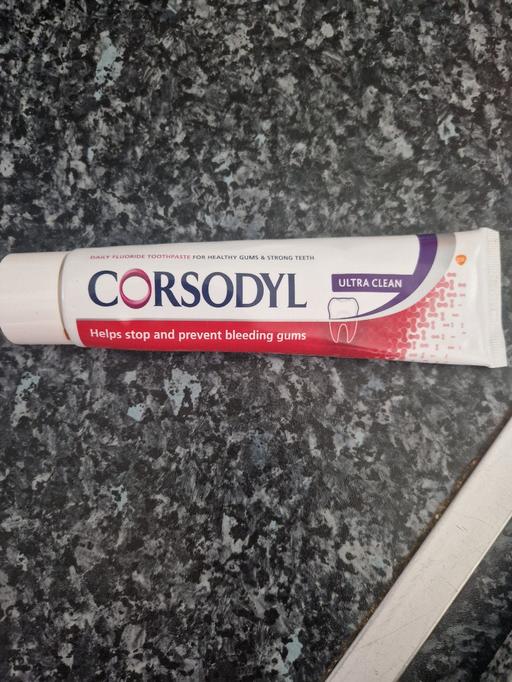 DAILY FLUORIDE TOOTHPASTE FOR HEALTHY GUMS & STRONG TEETH
CORSODYL
ULTRA CLEAN
Helps stop and prevent bleeding gums